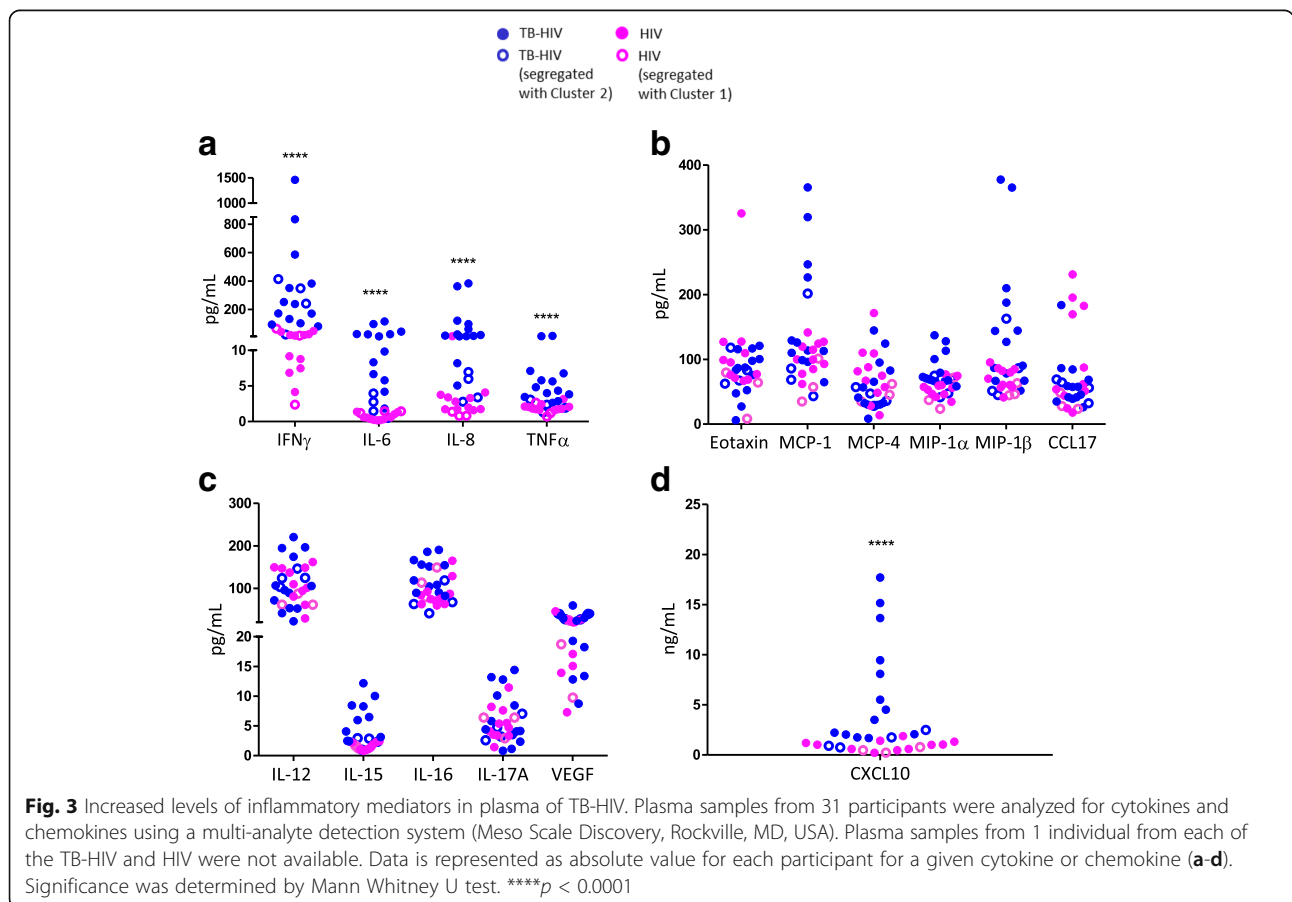 TB-HIV
HIV
TB-HIV
(segregated
with Cluster 2)
HIV
(segregated
with Cluster 1)
a
****
****
****
****
pg/mL
1500
1000
800
600
400
200
10
5
0
IFNγ IL-6 IL-8 TNFα
b
pg/mL
400
300
200
100
0
Eotaxin MCP-1 MCP-4 MIP-1α MIP-1β CCL17
c
pg/mL
300
200
100
20
15
10
5
0
IL-12 IL-15 IL-16 IL-17A VEGF
d
****
ng/mL
25
20
15
10
5
0
CXCL10
Fig. 3 Increased levels of inflammatory mediators in plasma of TB-HIV. Plasma samples from 31 participants were analyzed for cytokines and
chemokines using a multi-analyte detection system (Meso Scale Discovery, Rockville, MD, USA). Plasma samples from 1 individual from each of
the TB-HIV and HIV were not available. Data is represented as absolute value for each participant for a given cytokine or chemokine (a-d).
Significance was determined by Mann Whitney U test. ****p < 0.0001